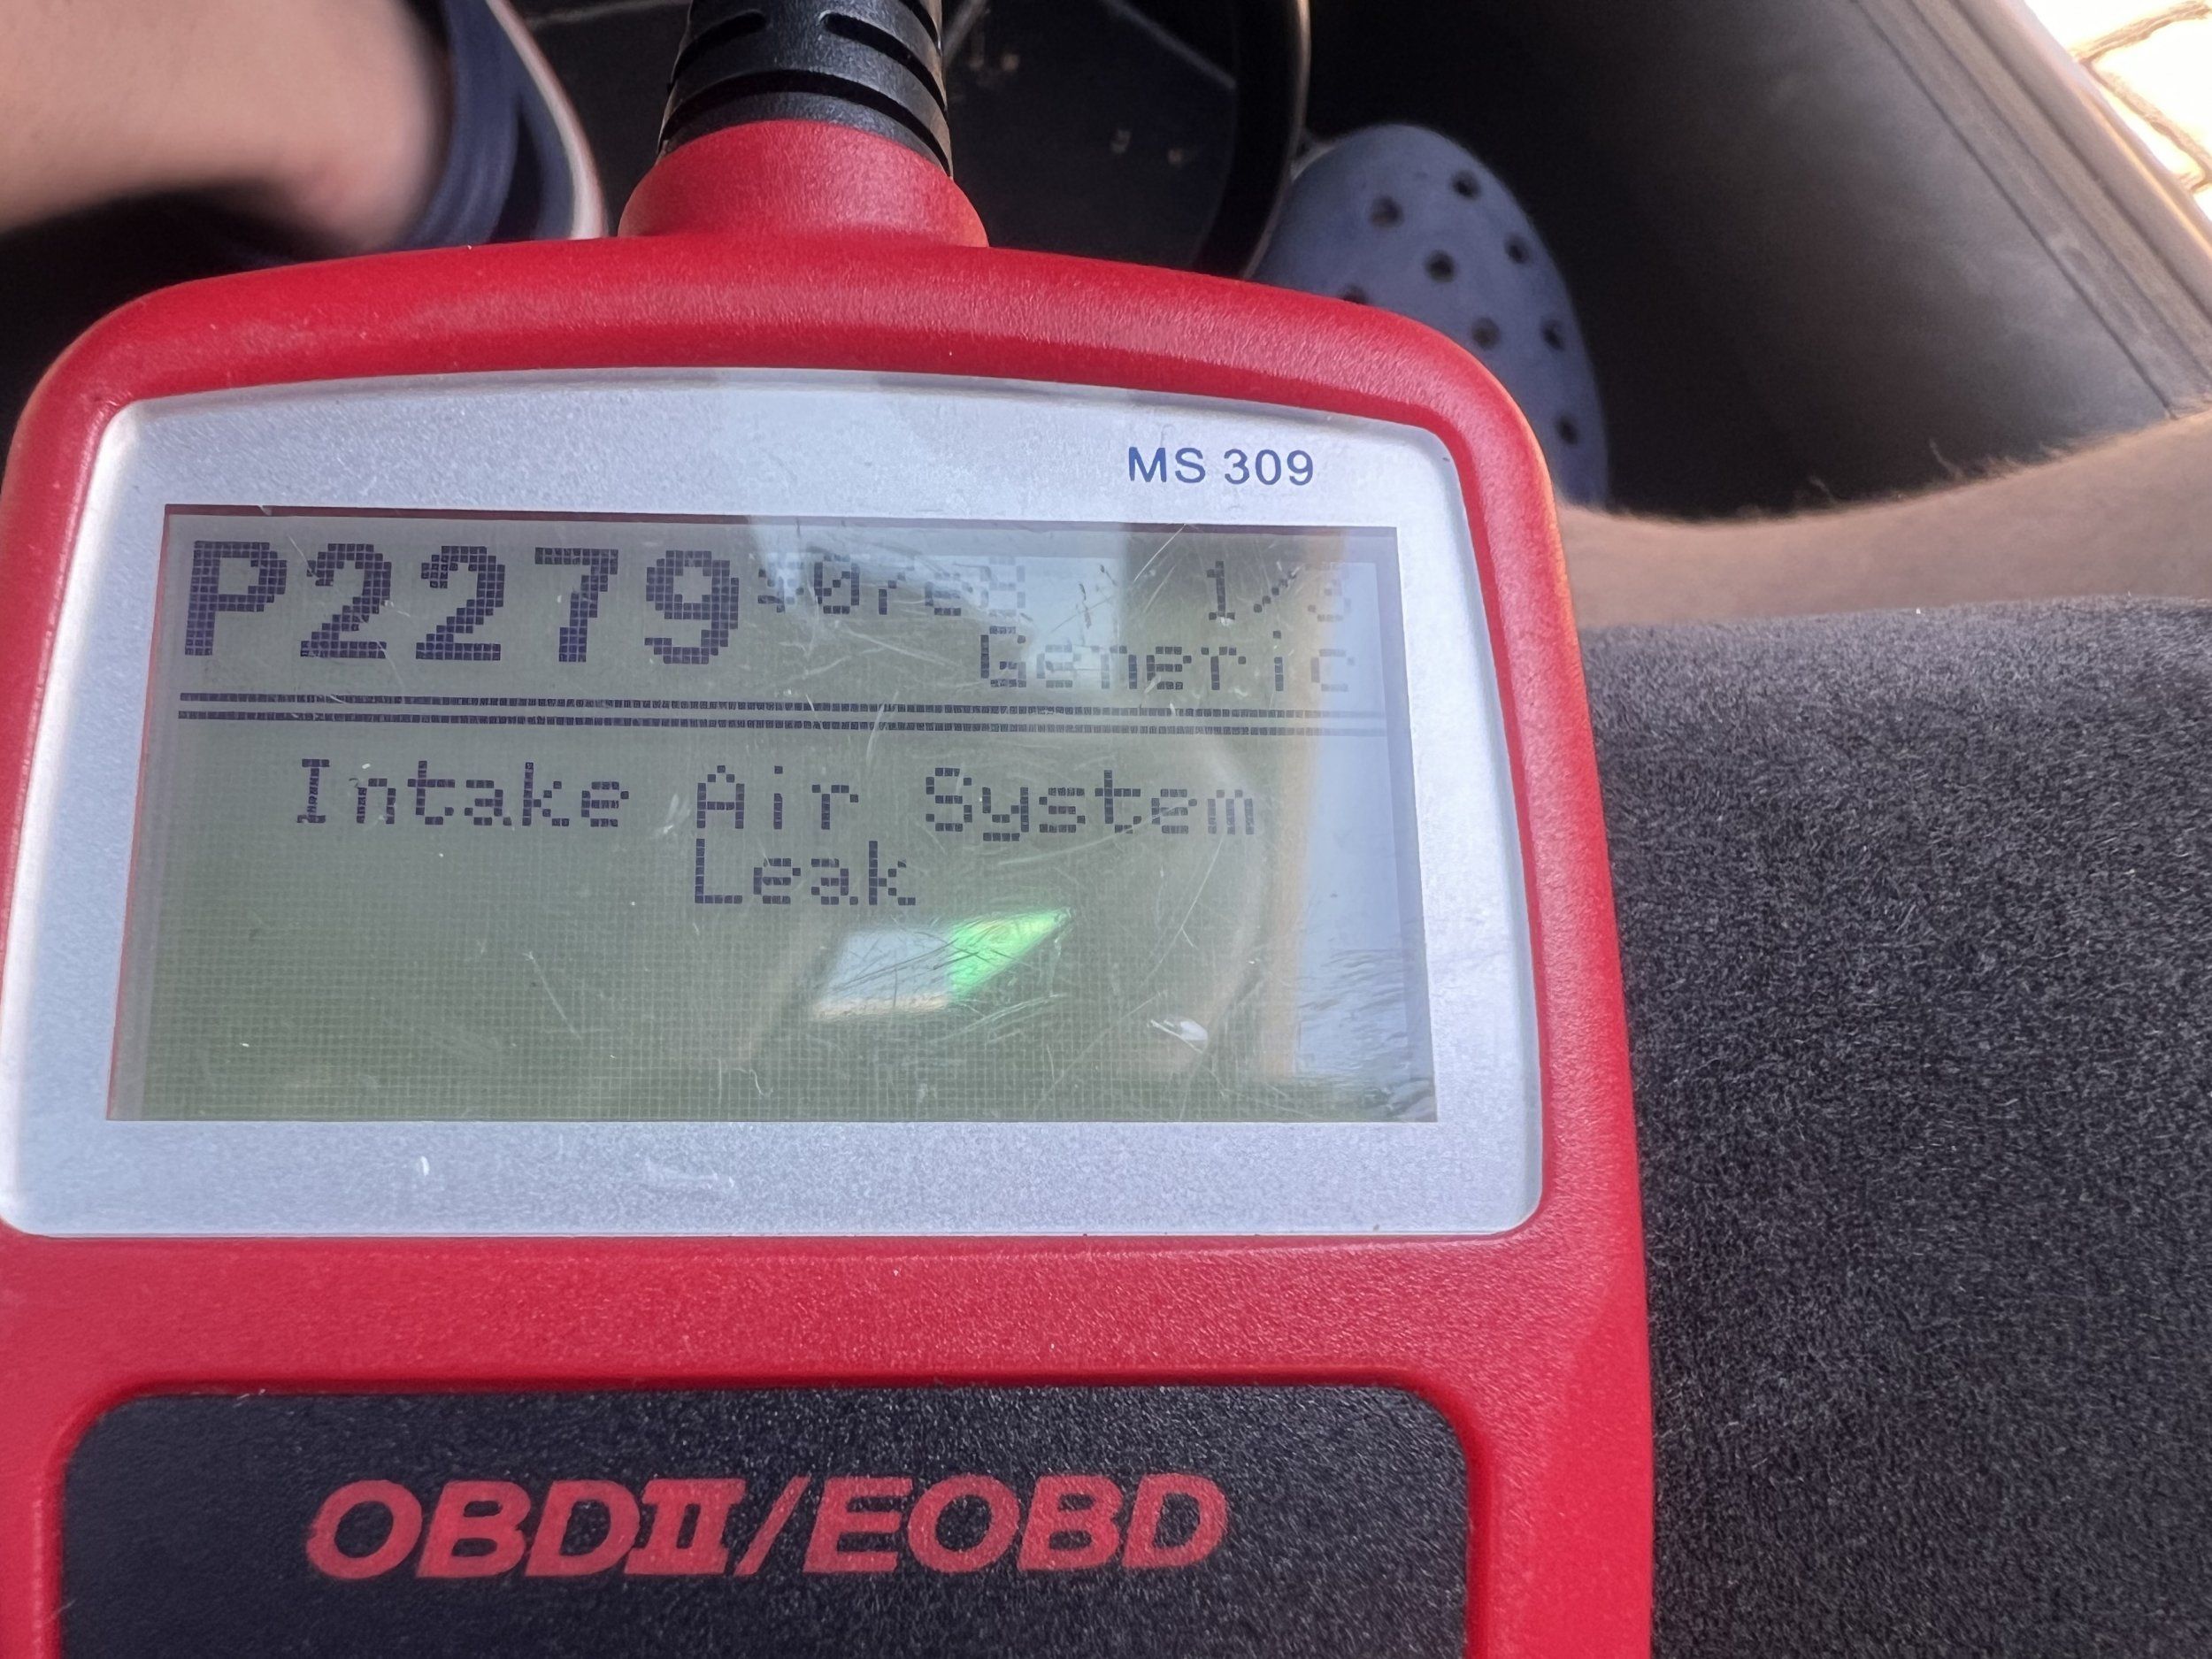 MS 309
P2279 Generic
Intake Air System
Leak
OBDII/EOBD